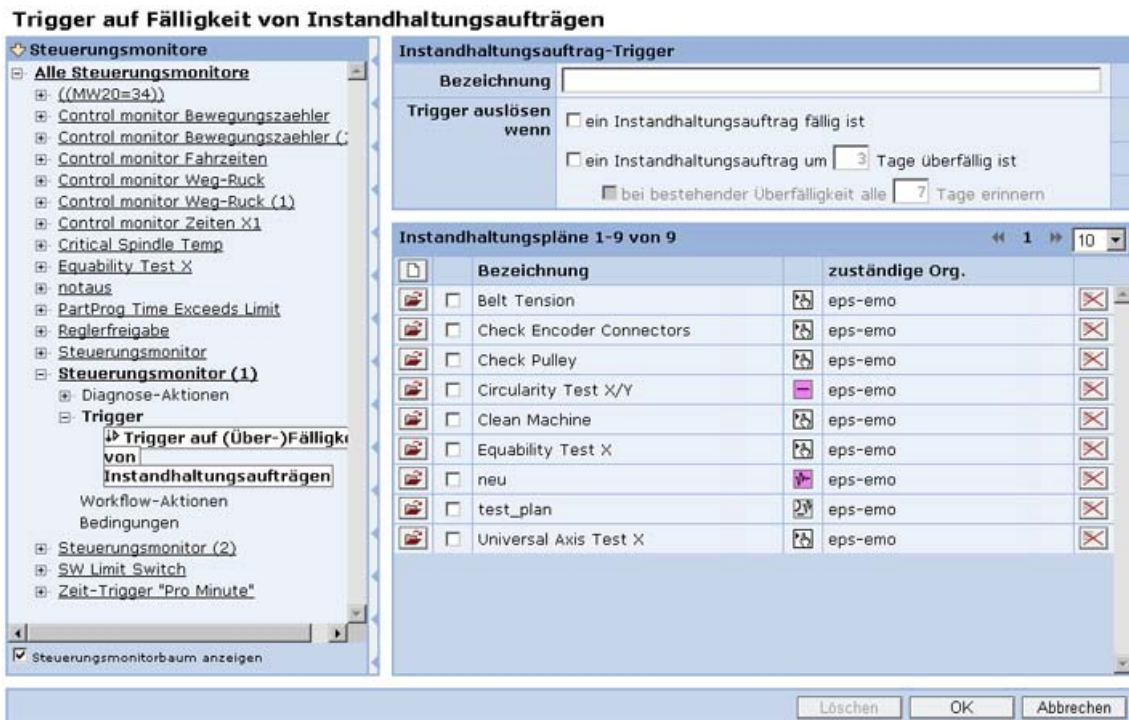 Trigger auf Fälligkeit von Instandhaltungsaufträgen
Steuerungsmonitore
Alle Steuerungsmonitore
((MW20=34))
Control monitor Bewegungszaehler
Control monitor Bewegungszaehler (
Control monitor Fahrzeiten
Control monitor Weg-Ruck
Control monitor Weg-Ruck (1)
Control monitor Zeiten X1
Critical Spindle Temp
Equability Test X
notaus
PartProg Time Exceeds Limit
Reglerfreigabe
Steuerungsmonitor
Steuerungsmonitor (1)
Diagnose-Aktionen
Trigger
Trigger auf (Über-)Fälligk
von
Instandhaltungsaufträgen
Workflow-Aktionen
Bedingungen
Steuerungsmonitor (2)
SW Limit Switch
Zeit-Trigger "Pro Minute"
Steuerungsmonitorbaum anzeigen
Instandhaltungsauftrag-Trigger
Bezeichnung
Trigger auslösen
wenn
ein Instandhaltungsauftrag fällig ist
ein Instandhaltungsauftrag um 3 Tage überfällig ist
bei bestehender Überfälligkeit alle 7 Tage erinnern
Instandhaltungspläne 1-9 von 9 1 10
Bezeichnung zuständige Org.
Belt Tension eps-emo
Check Encoder Connectors eps-emo
Check Pulley eps-emo
Circularity Test X/Y eps-emo
Clean Machine eps-emo
Equability Test X eps-emo
neu eps-emo
test_plan eps-emo
Universal Axis Test X eps-emo
Löschen OK Abbrechen